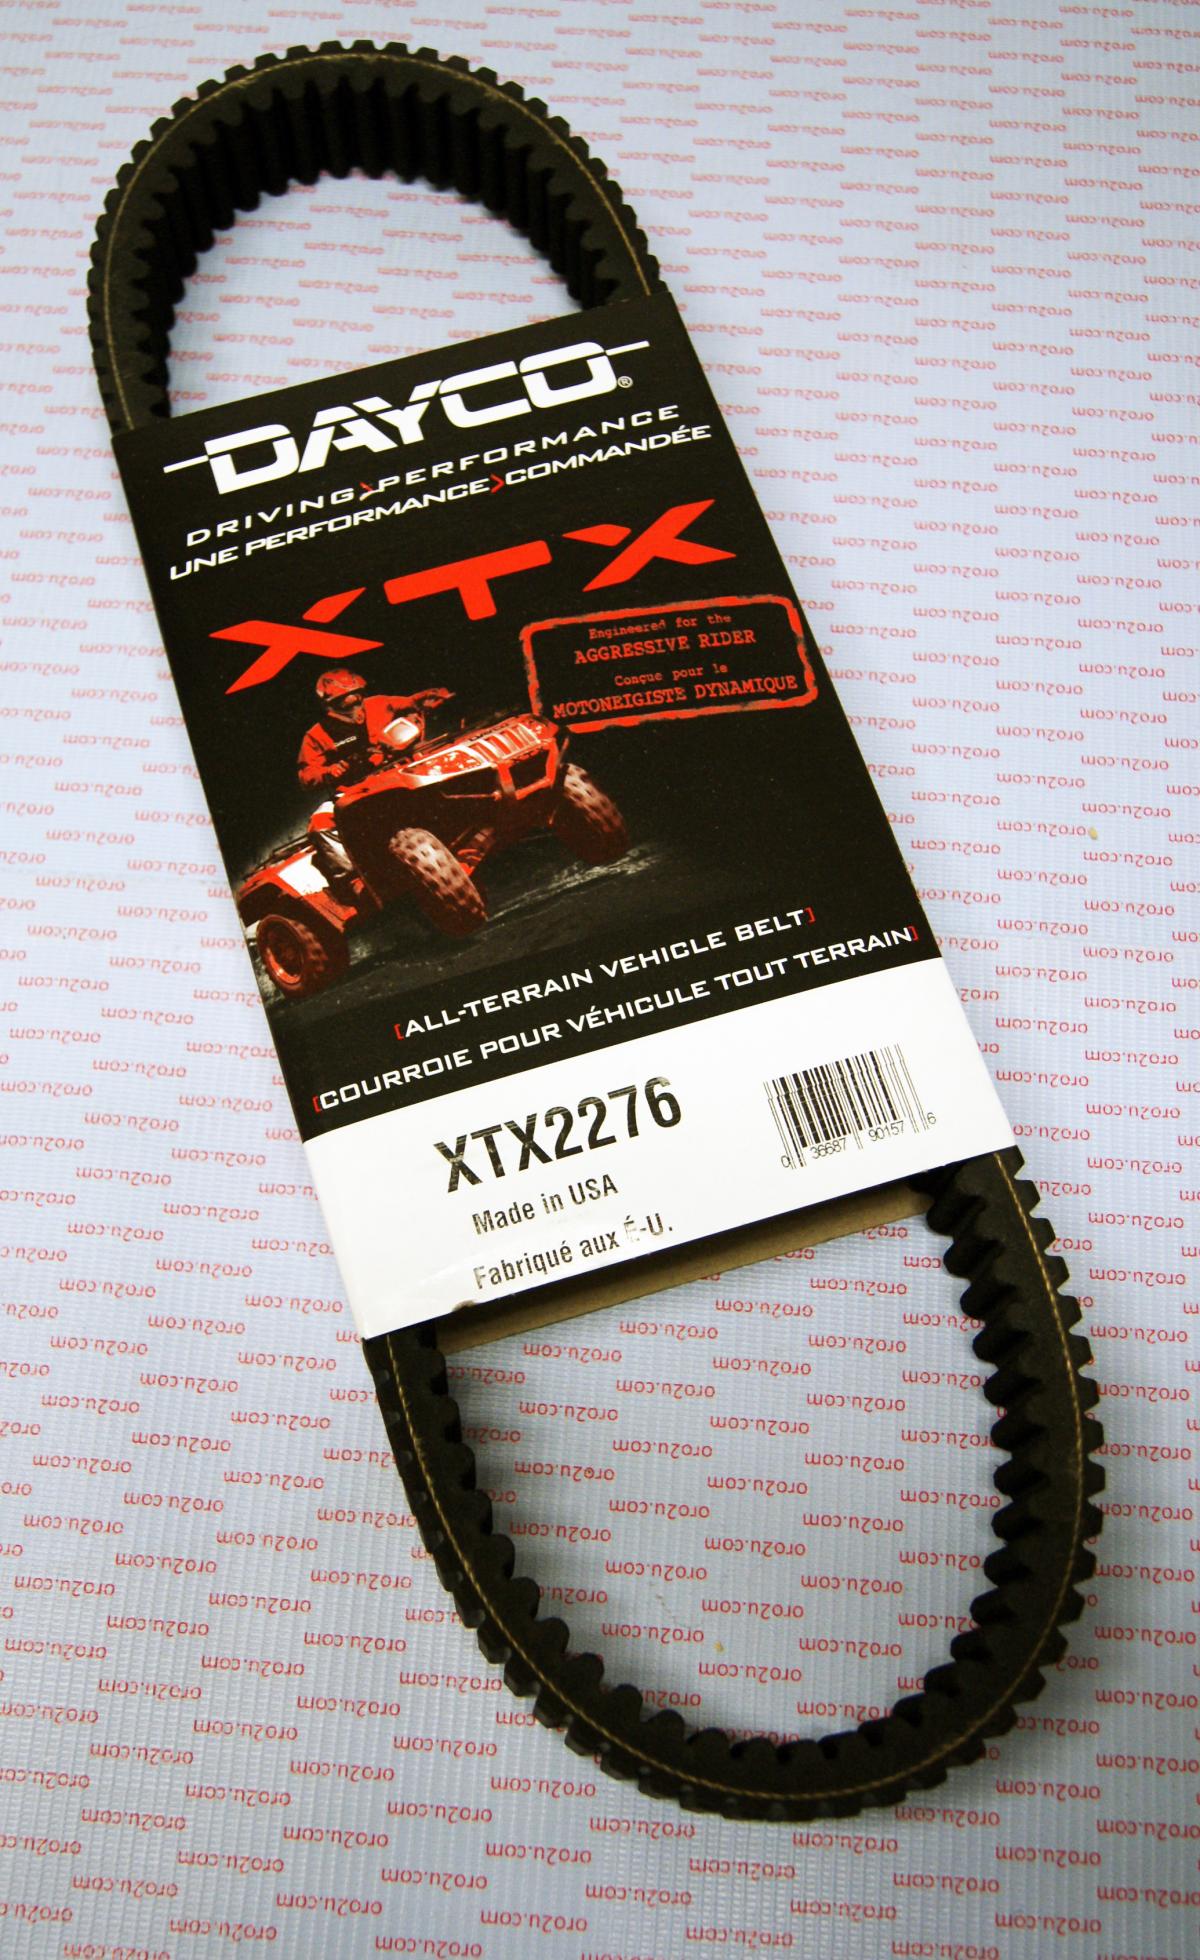 DAYCO®
DRIVING>PERFORMANCE
UNE PERFORMANCE>COMMANDÉE
XTX
Engineered for the
AGGRESSIVE RIDER
Conçue pour le
MOTONEIGISTE DYNAMIQUE
[ALL-TERRAIN VEHICLE BELT]
[COURROIE POUR VÉHICULE TOUT TERRAIN]
XTX2276
Made in USA
Fabriqué aux É-U.
0 36687 90157 6
oro2u.com